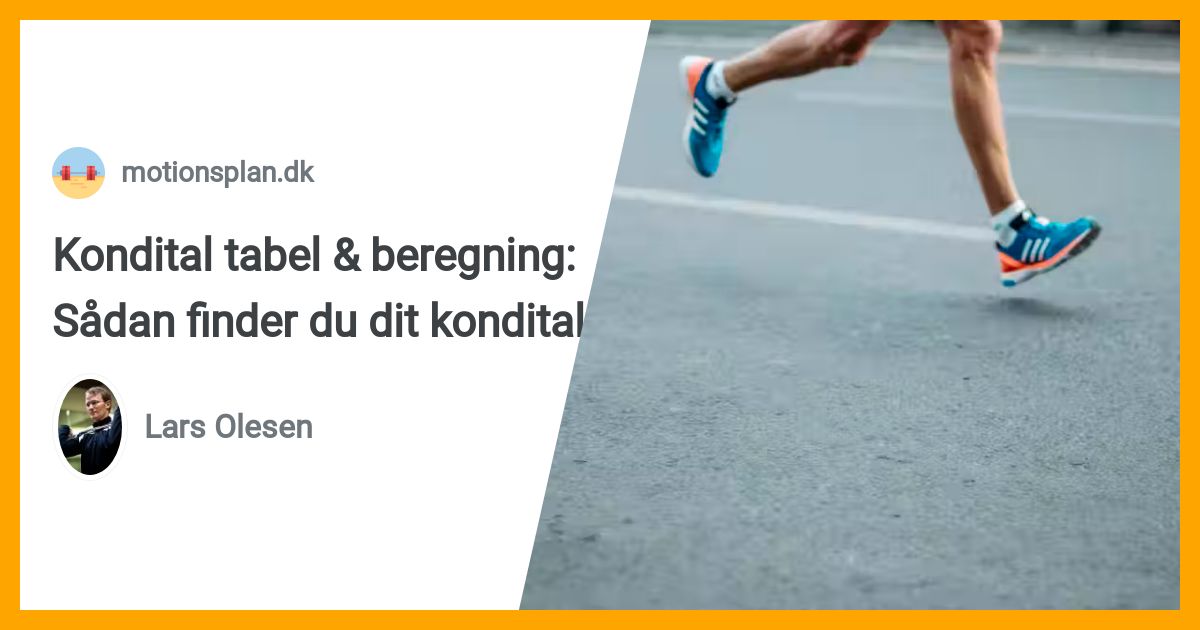 motionsplan.dk
Kondital tabel & beregning:
Sådan finder du dit kondital
Lars Olesen